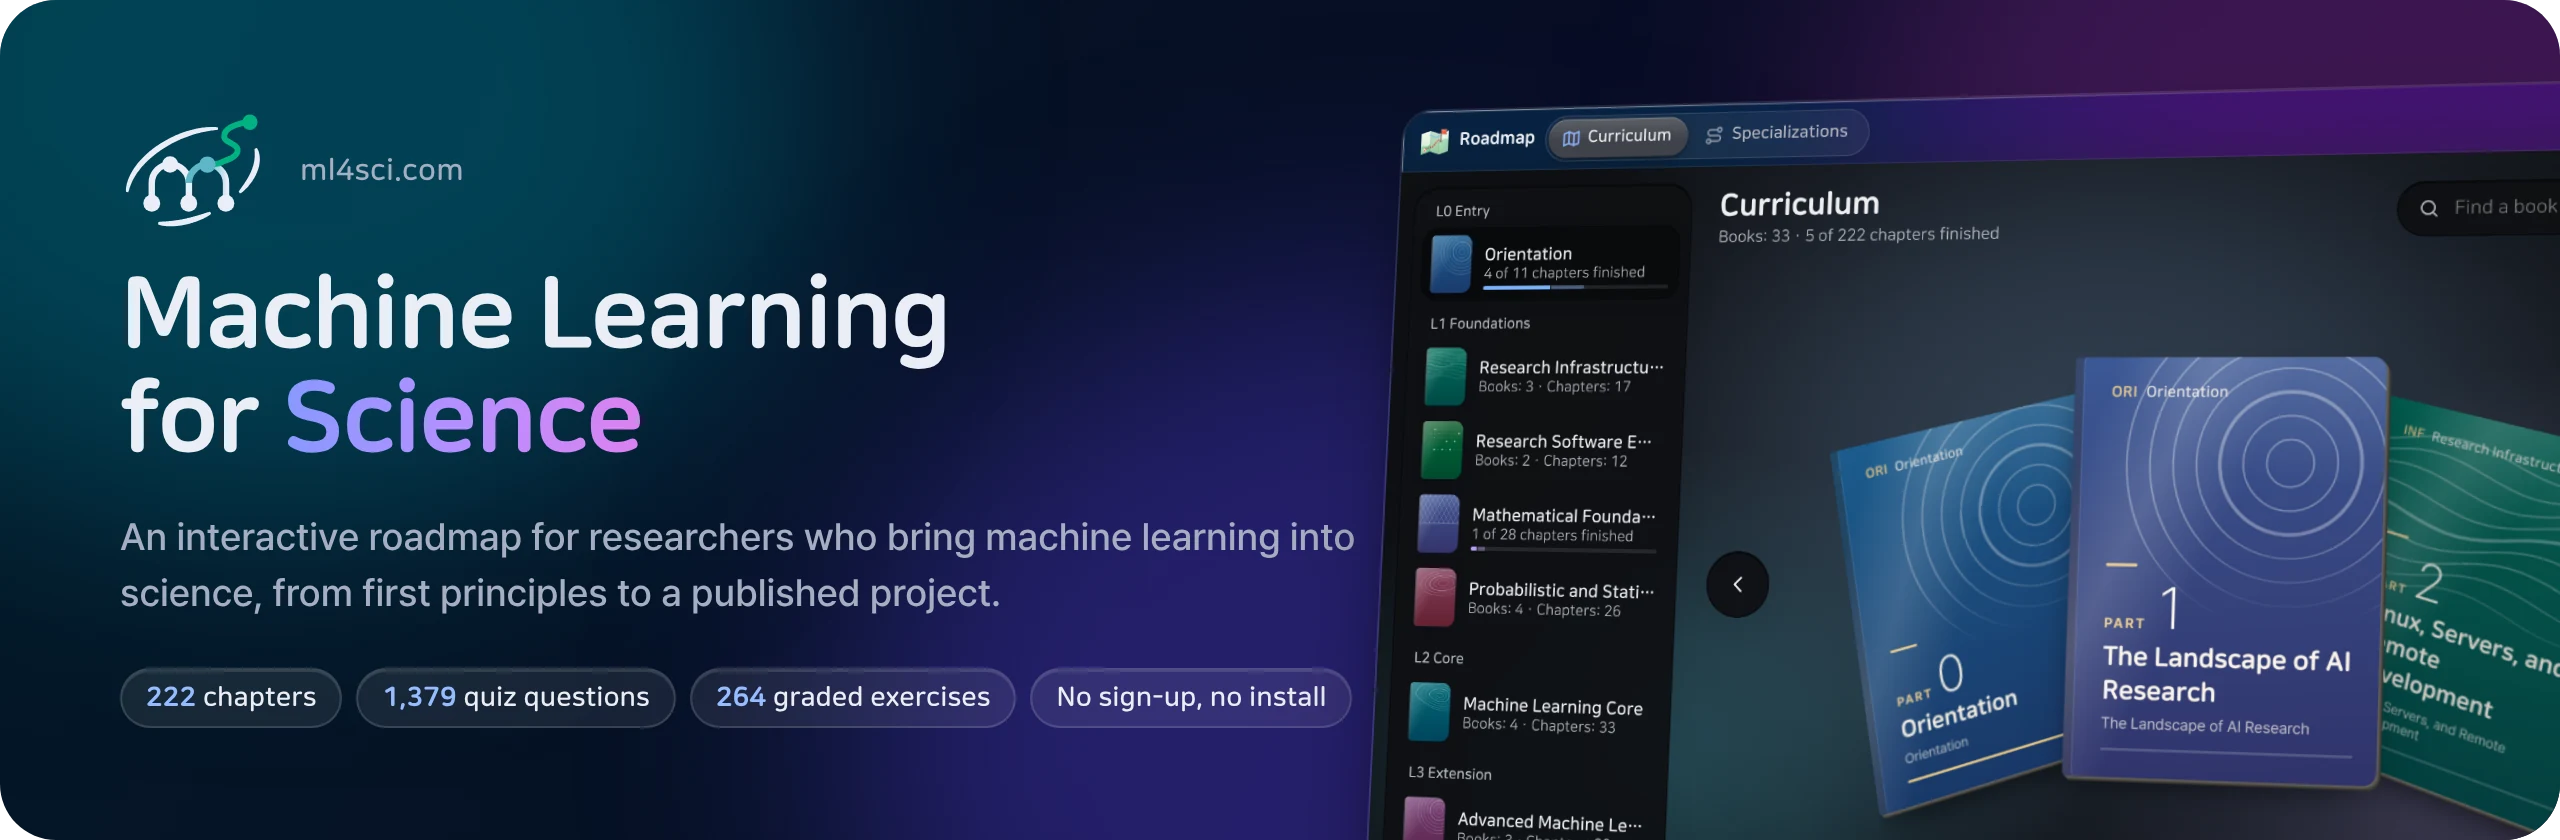 ml4sci.com
Machine Learning
for Science
An interactive roadmap for researchers who bring machine learning into
science, from first principles to a published project.
222 chapters
1,379 quiz questions
264 graded exercises
No sign-up, no install
Roadmap
Curriculum
Specializations
L0 Entry
Orientation
4 of 11 chapters finished
L1 Foundations
Research Infrastructu···
Books: 3 · Chapters: 17
Research Software E···
Books: 2 · Chapters: 12
Mathematical Founda···
1 of 28 chapters finished
Probabilistic and Stati···
Books: 4 · Chapters: 26
L2 Core
Machine Learning Core
Books: 4 · Chapters: 33
L3 Extension
Advanced Machine Le···
Curriculum
Books: 33 · 5 of 222 chapters finished
Find a book
ORI Orientation
PART 0
Orientation
Orientation
ORI Orientation
PART 1
The Landscape of AI
Research
The Landscape of AI Research
INF Research Infrastruct
2
Servers, and
Servers, and Remote